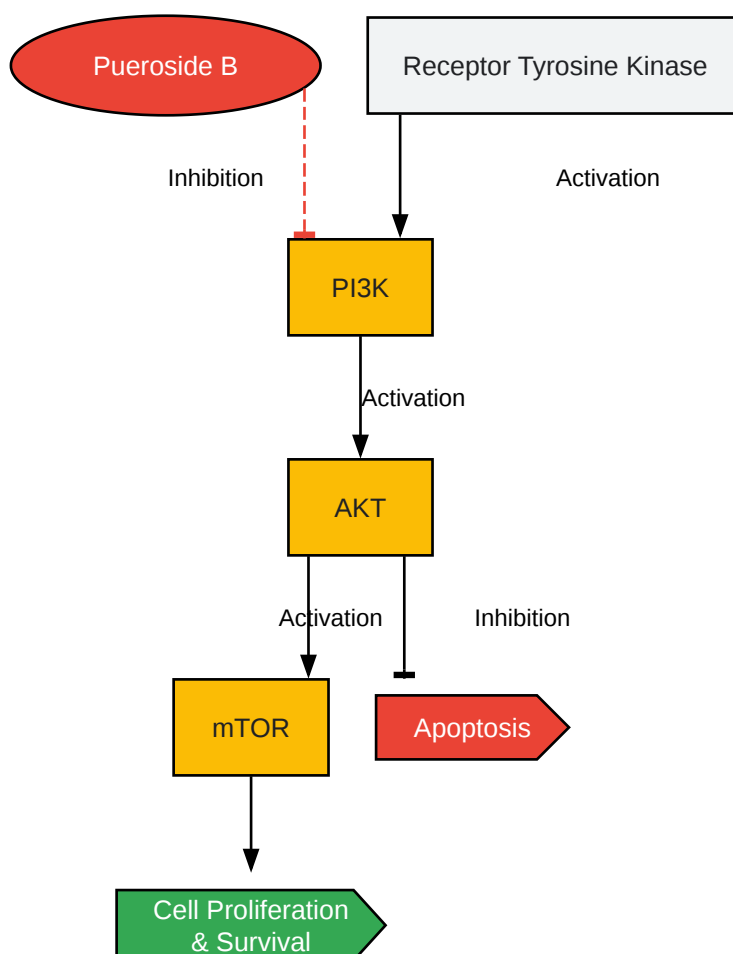 Pueroside B
Receptor Tyrosine Kinase
Inhibition
Activation
PI3K
Activation
AKT
Activation
Inhibition
mTOR
Apoptosis
Cell Proliferation
& Survival